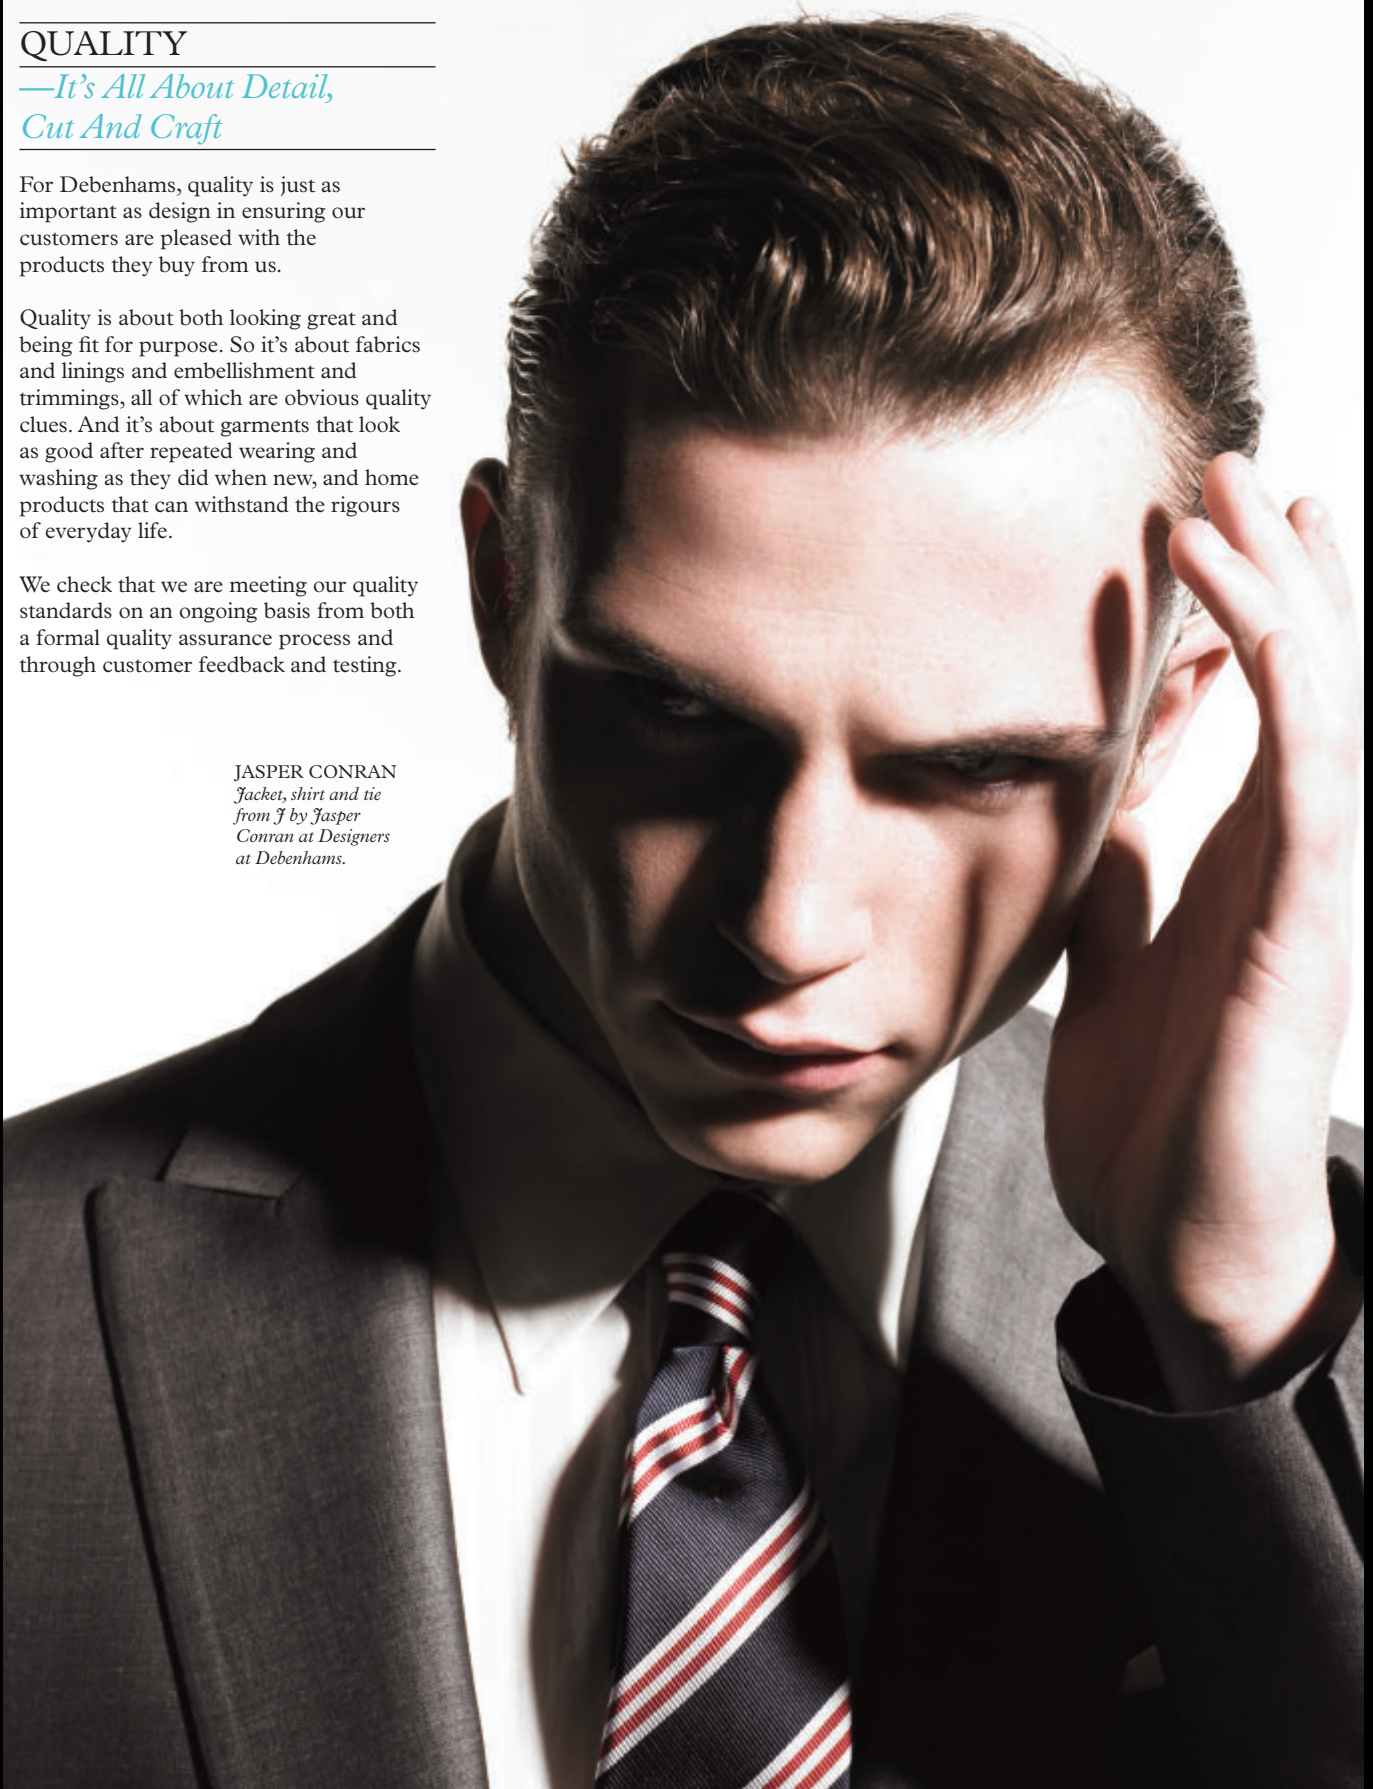 QUALITY
—It’s All About Detail,
Cut And Craft
For Debenhams, quality is just as
important as design in ensuring our
customers are pleased with the
products they buy from us.
Quality is about both looking great and
being fit for purpose. So it’s about fabrics
and linings and embellishment and
trimmings, all of which are obvious quality
clues. And it’s about garments that look
as good after repeated wearing and
washing as they did when new, and home
products that can withstand the rigours
of everyday life.
We check that we are meeting our quality
standards on an ongoing basis from both
a formal quality assurance process and
through customer feedback and testing.
JASPER CONRAN
Jacket, shirt and tie
from J by Jasper
Conran at Designers
at Debenhams.